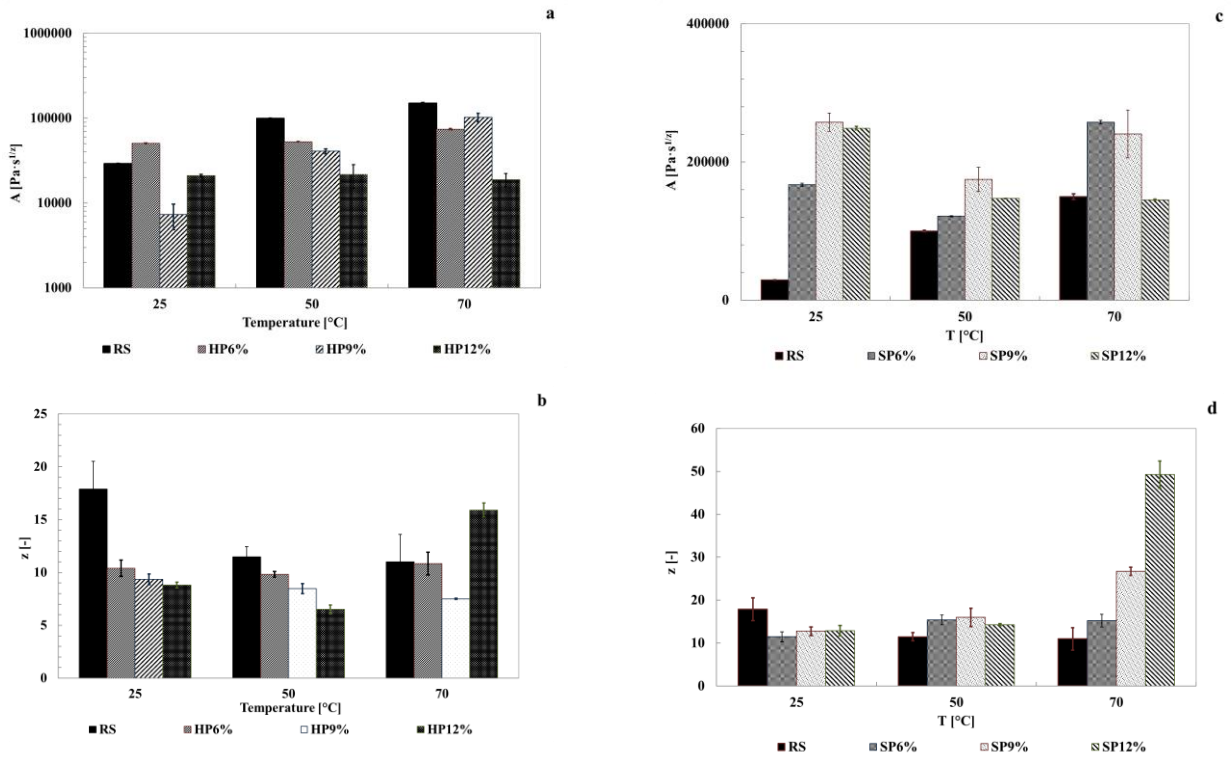 a
1000000
100000
10000
1000
A [Pa·s1/z]
25 50 70
Temperature [°C]
RS HP6% HP9% HP12%
b
25
20
15
10
5
0
z [-]
25 50 70
Temperature [°C]
RS HP6% HP9% HP12%
c
400000
200000
0
A [Pa·s1/z]
25 50 70
T [°C]
RS SP6% SP9% SP12%
d
60
50
40
30
20
10
0
z [-]
25 50 70
T [°C]
RS SP6% SP9% SP12%